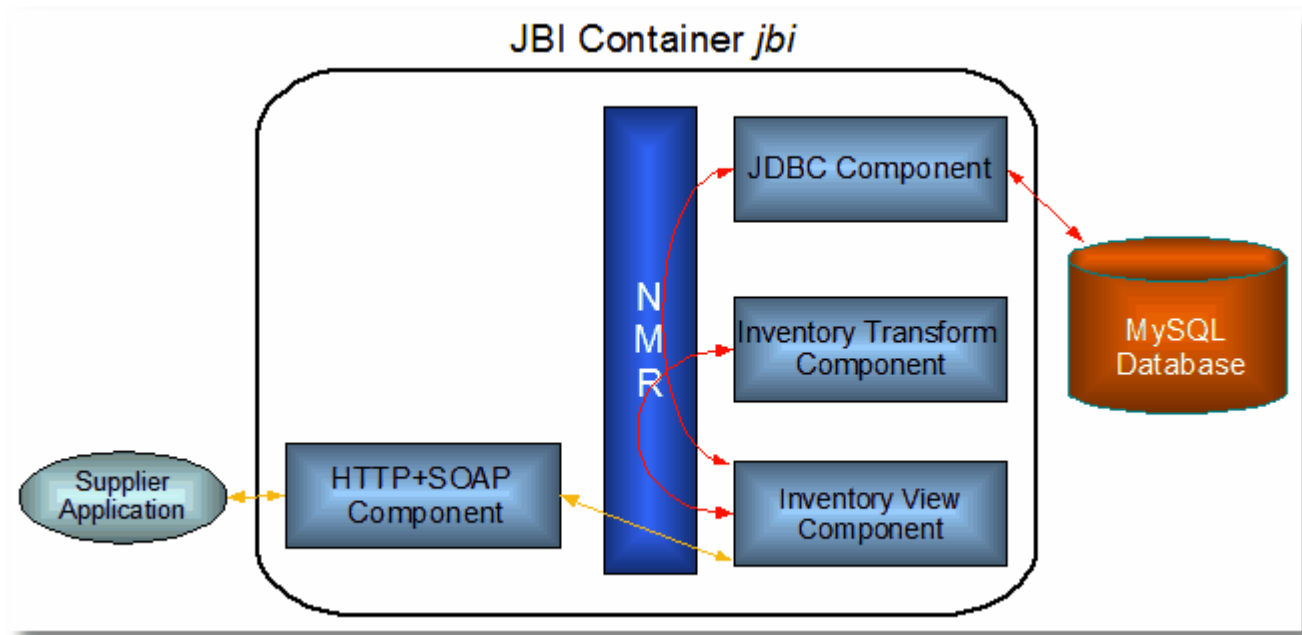 JBI Container jbi
JDBC Component
N
M
R
Inventory Transform
Component
MySQL
Database
HTTP+SOAP
Component
Supplier
Application
Inventory View
Component